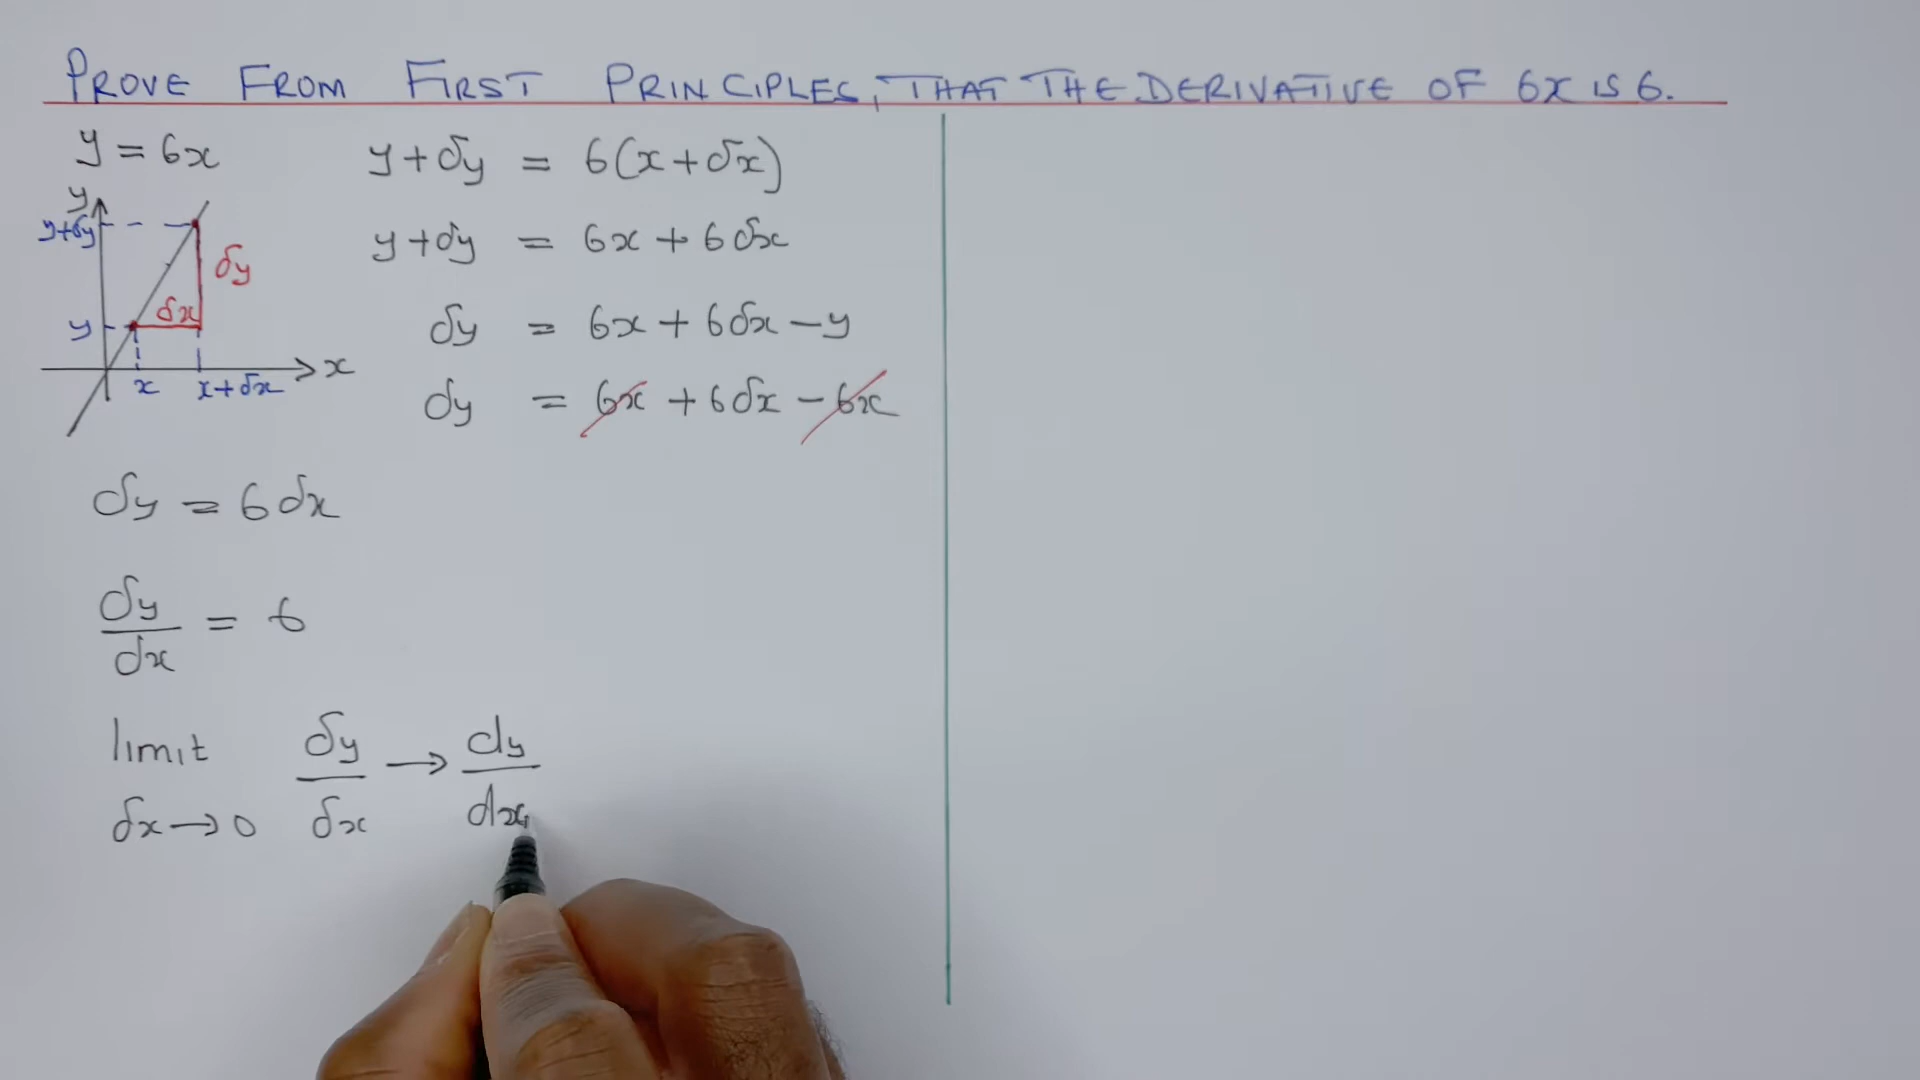 PROVE FROM FIRST PRINCIPLES, THAT THE DERIVATIVE OF 6X IS 6.
y = 6x
y
y+δy
y
δy
δx
x
x
x+δx
y+δy = 6(x+δx)
y+δy = 6x + 6δx
δy = 6x + 6δx - y
δy = 6x + 6δx - 6x
δy = 6δx
δy/δx = 6
limit δy/δx → dy/dx
δx→0